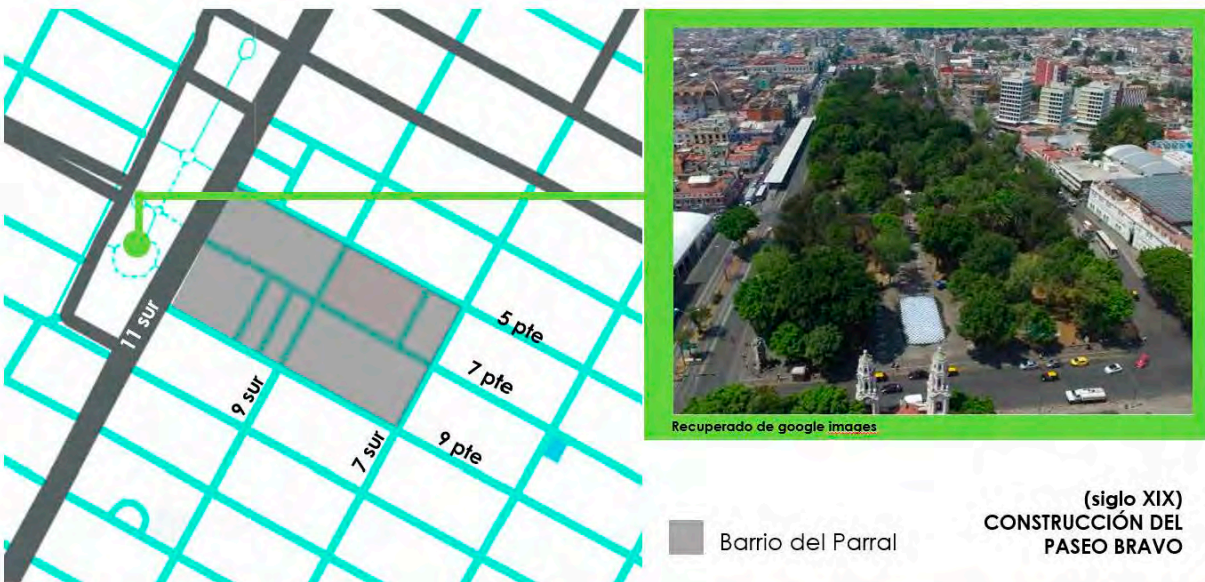 11 sur
9 sur
7 sur
5 pte
7 pte
9 pte
Recuperado de google images
Barrio del Parral
(siglo XIX)
CONSTRUCCIÓN DEL
PASEO BRAVO